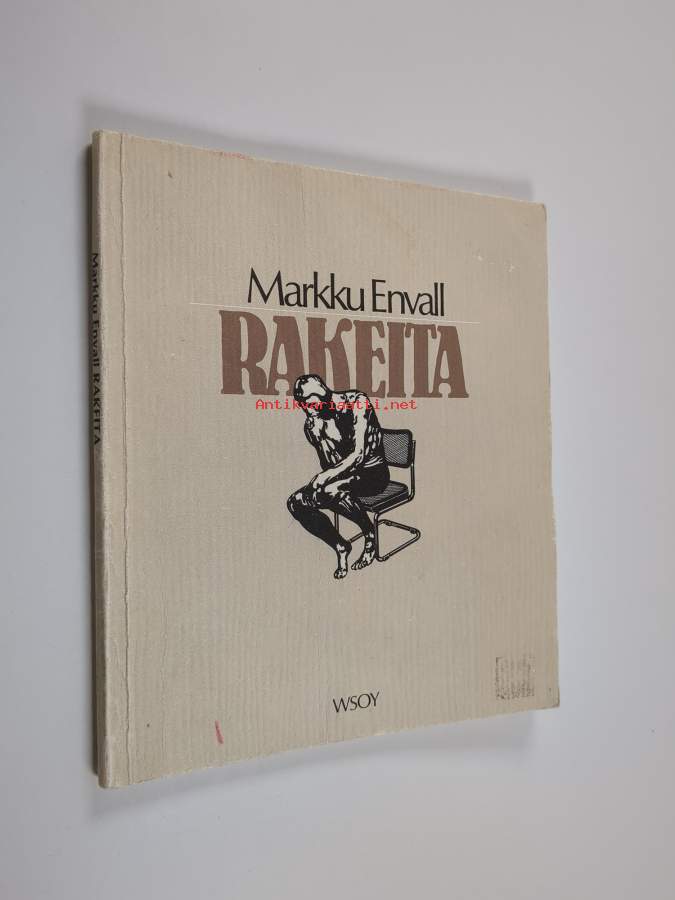 Markku Envall
RAKEITA
Antikvariaatti.net
WSOY
Markku Envall RAKEITA